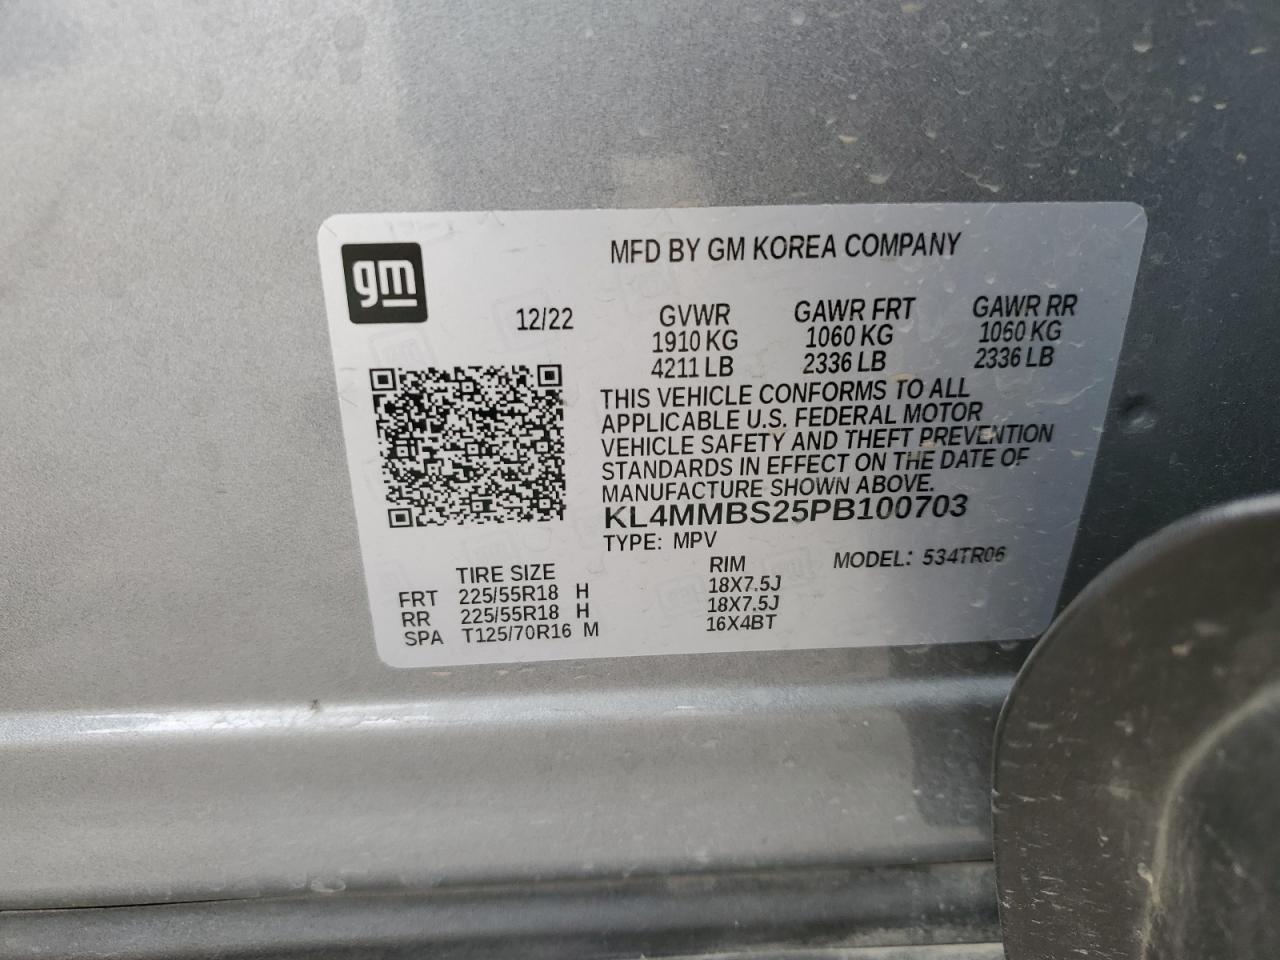 gm
MFD BY GM KOREA COMPANY
12/22 GVWR GAWR FRT GAWR RR
1910 KG 1060 KG 1060 KG
4211 LB 2336 LB 2336 LB
THIS VEHICLE CONFORMS TO ALL
APPLICABLE U.S. FEDERAL MOTOR
VEHICLE SAFETY AND THEFT PREVENTION
STANDARDS IN EFFECT ON THE DATE OF
MANUFACTURE SHOWN ABOVE.
KL4MMBS25PB100703
TYPE: MPV
TIRE SIZE RIM MODEL: 534TR06
FRT 225/55R18 H 18X7.5J
RR 225/55R18 H 18X7.5J
SPA T125/70R16 M 16X4BT